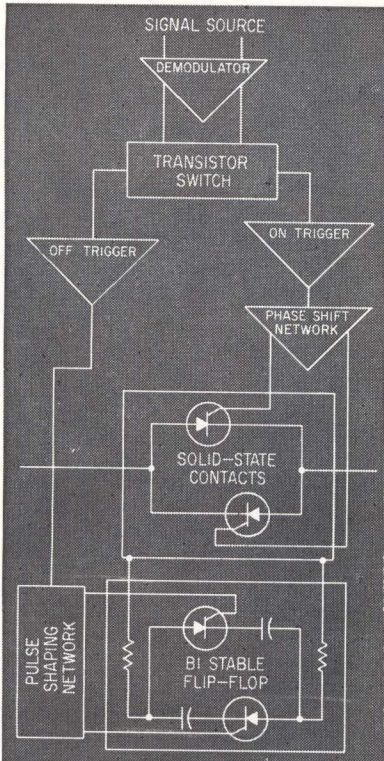 SIGNAL SOURCE
DEMODULATOR
TRANSISTOR
SWITCH
OFF TRIGGER
ON TRIGGER
PHASE SHIFT
NETWORK
SOLID-STATE
CONTACTS
PULSE
SHAPING
NETWORK
BI STABLE
FLIP-FLOP